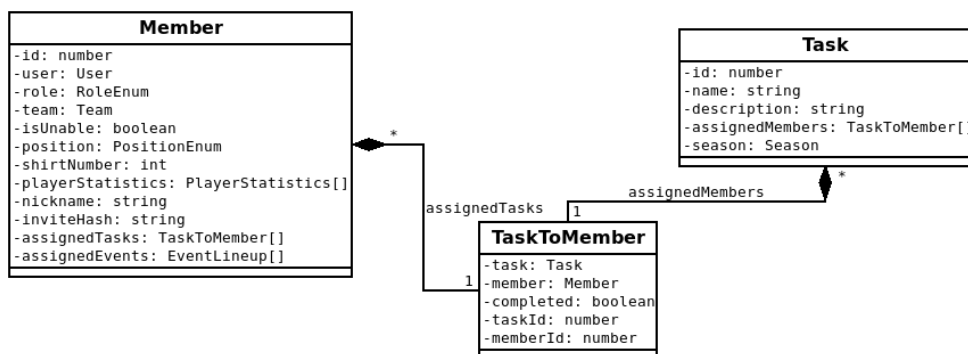 Member
-id: number
-user: User
-role: RoleEnum
-team: Team
-isUnable: boolean
-position: PositionEnum
-shirtNumber: int
-playerStatistics: PlayerStatistics[]
-nickname: string
-inviteHash: string
-assignedTasks: TaskToMember[]
-assignedEvents: EventLineup[]
*
assignedTasks
1
Task
-id: number
-name: string
-description: string
-assignedMembers: TaskToMember[]
-season: Season
*
assignedMembers
1
TaskToMember
-task: Task
-member: Member
-completed: boolean
-taskId: number
-memberId: number